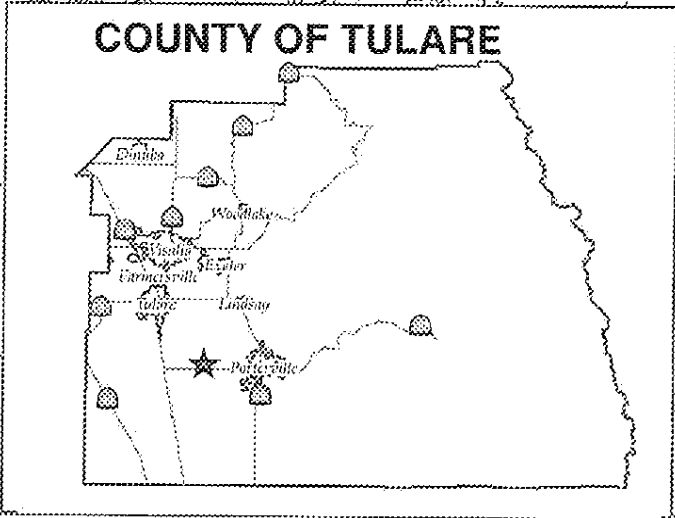 COUNTY OF TULARE
Dinuba
Woodlake
Visalia
Exeter
Farmersville
Tulare
Lindsay
Porterville